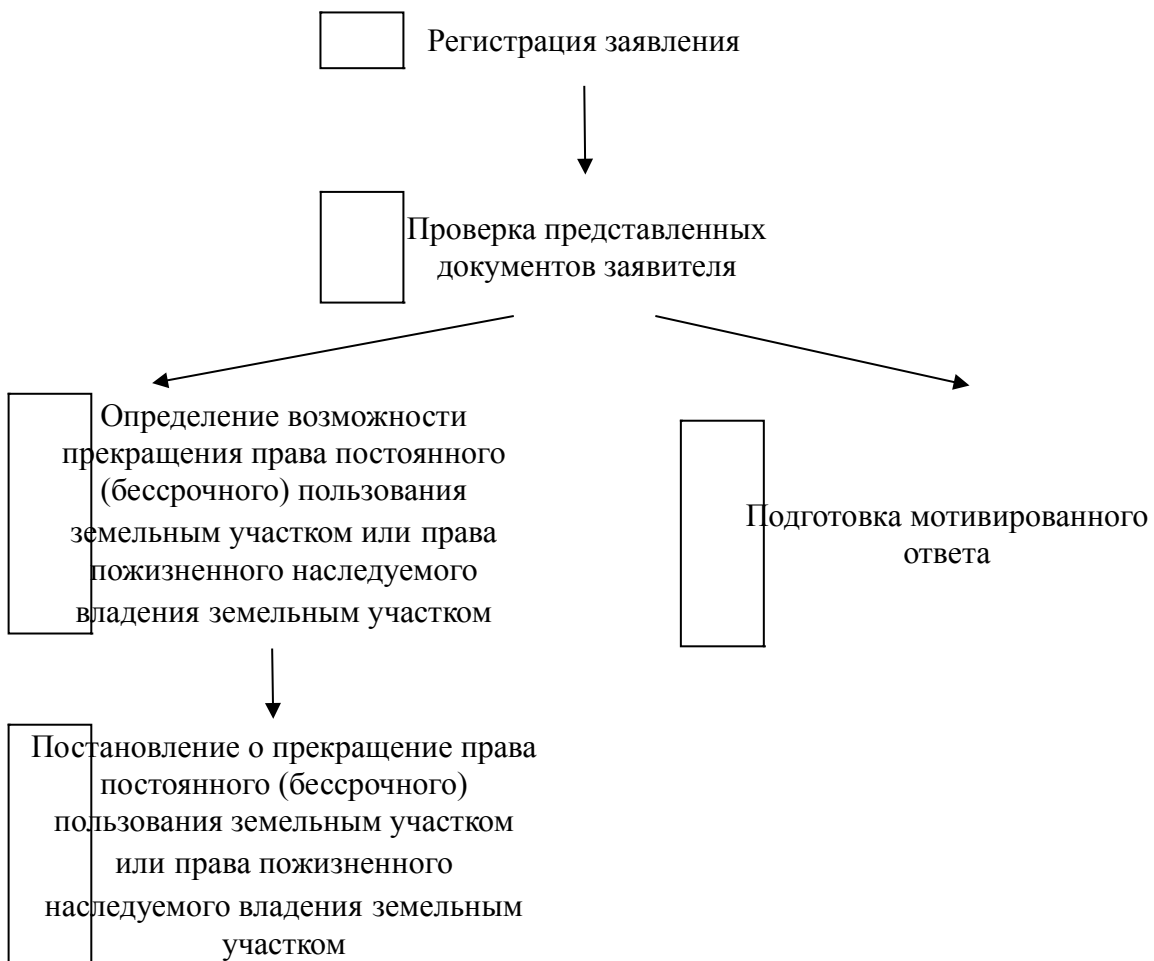 Регистрация заявления
Проверка представленных
документов заявителя
Определение возможности
прекращения права постоянного
(бессрочного) пользования
земельным участком или права
пожизненного наследуемого
владения земельным участком
Подготовка мотивированного
ответа
Постановление о прекращение права
постоянного (бессрочного)
пользования земельным участком
или права пожизненного
наследуемого владения земельным
участком